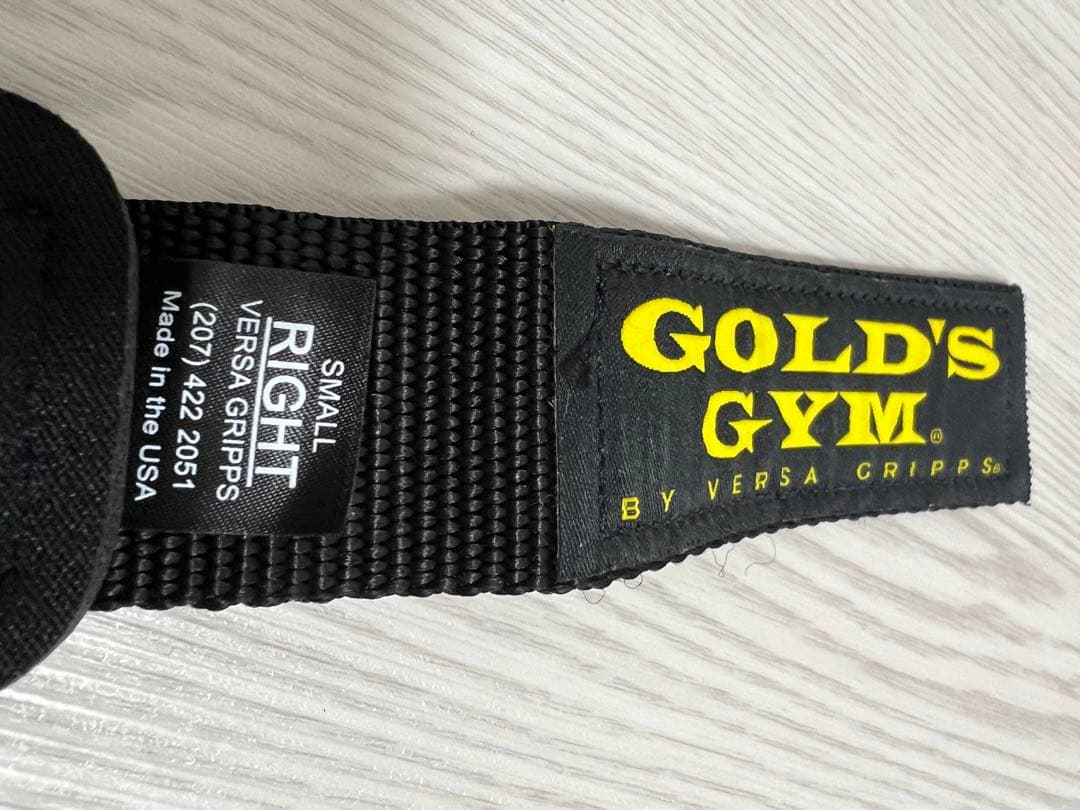 SMALL
RIGHT
VERSA GRIPPS
(207) 422 2051
Made in the USA
GOLD'S
GYM®
BY VERSA GRIPPS®